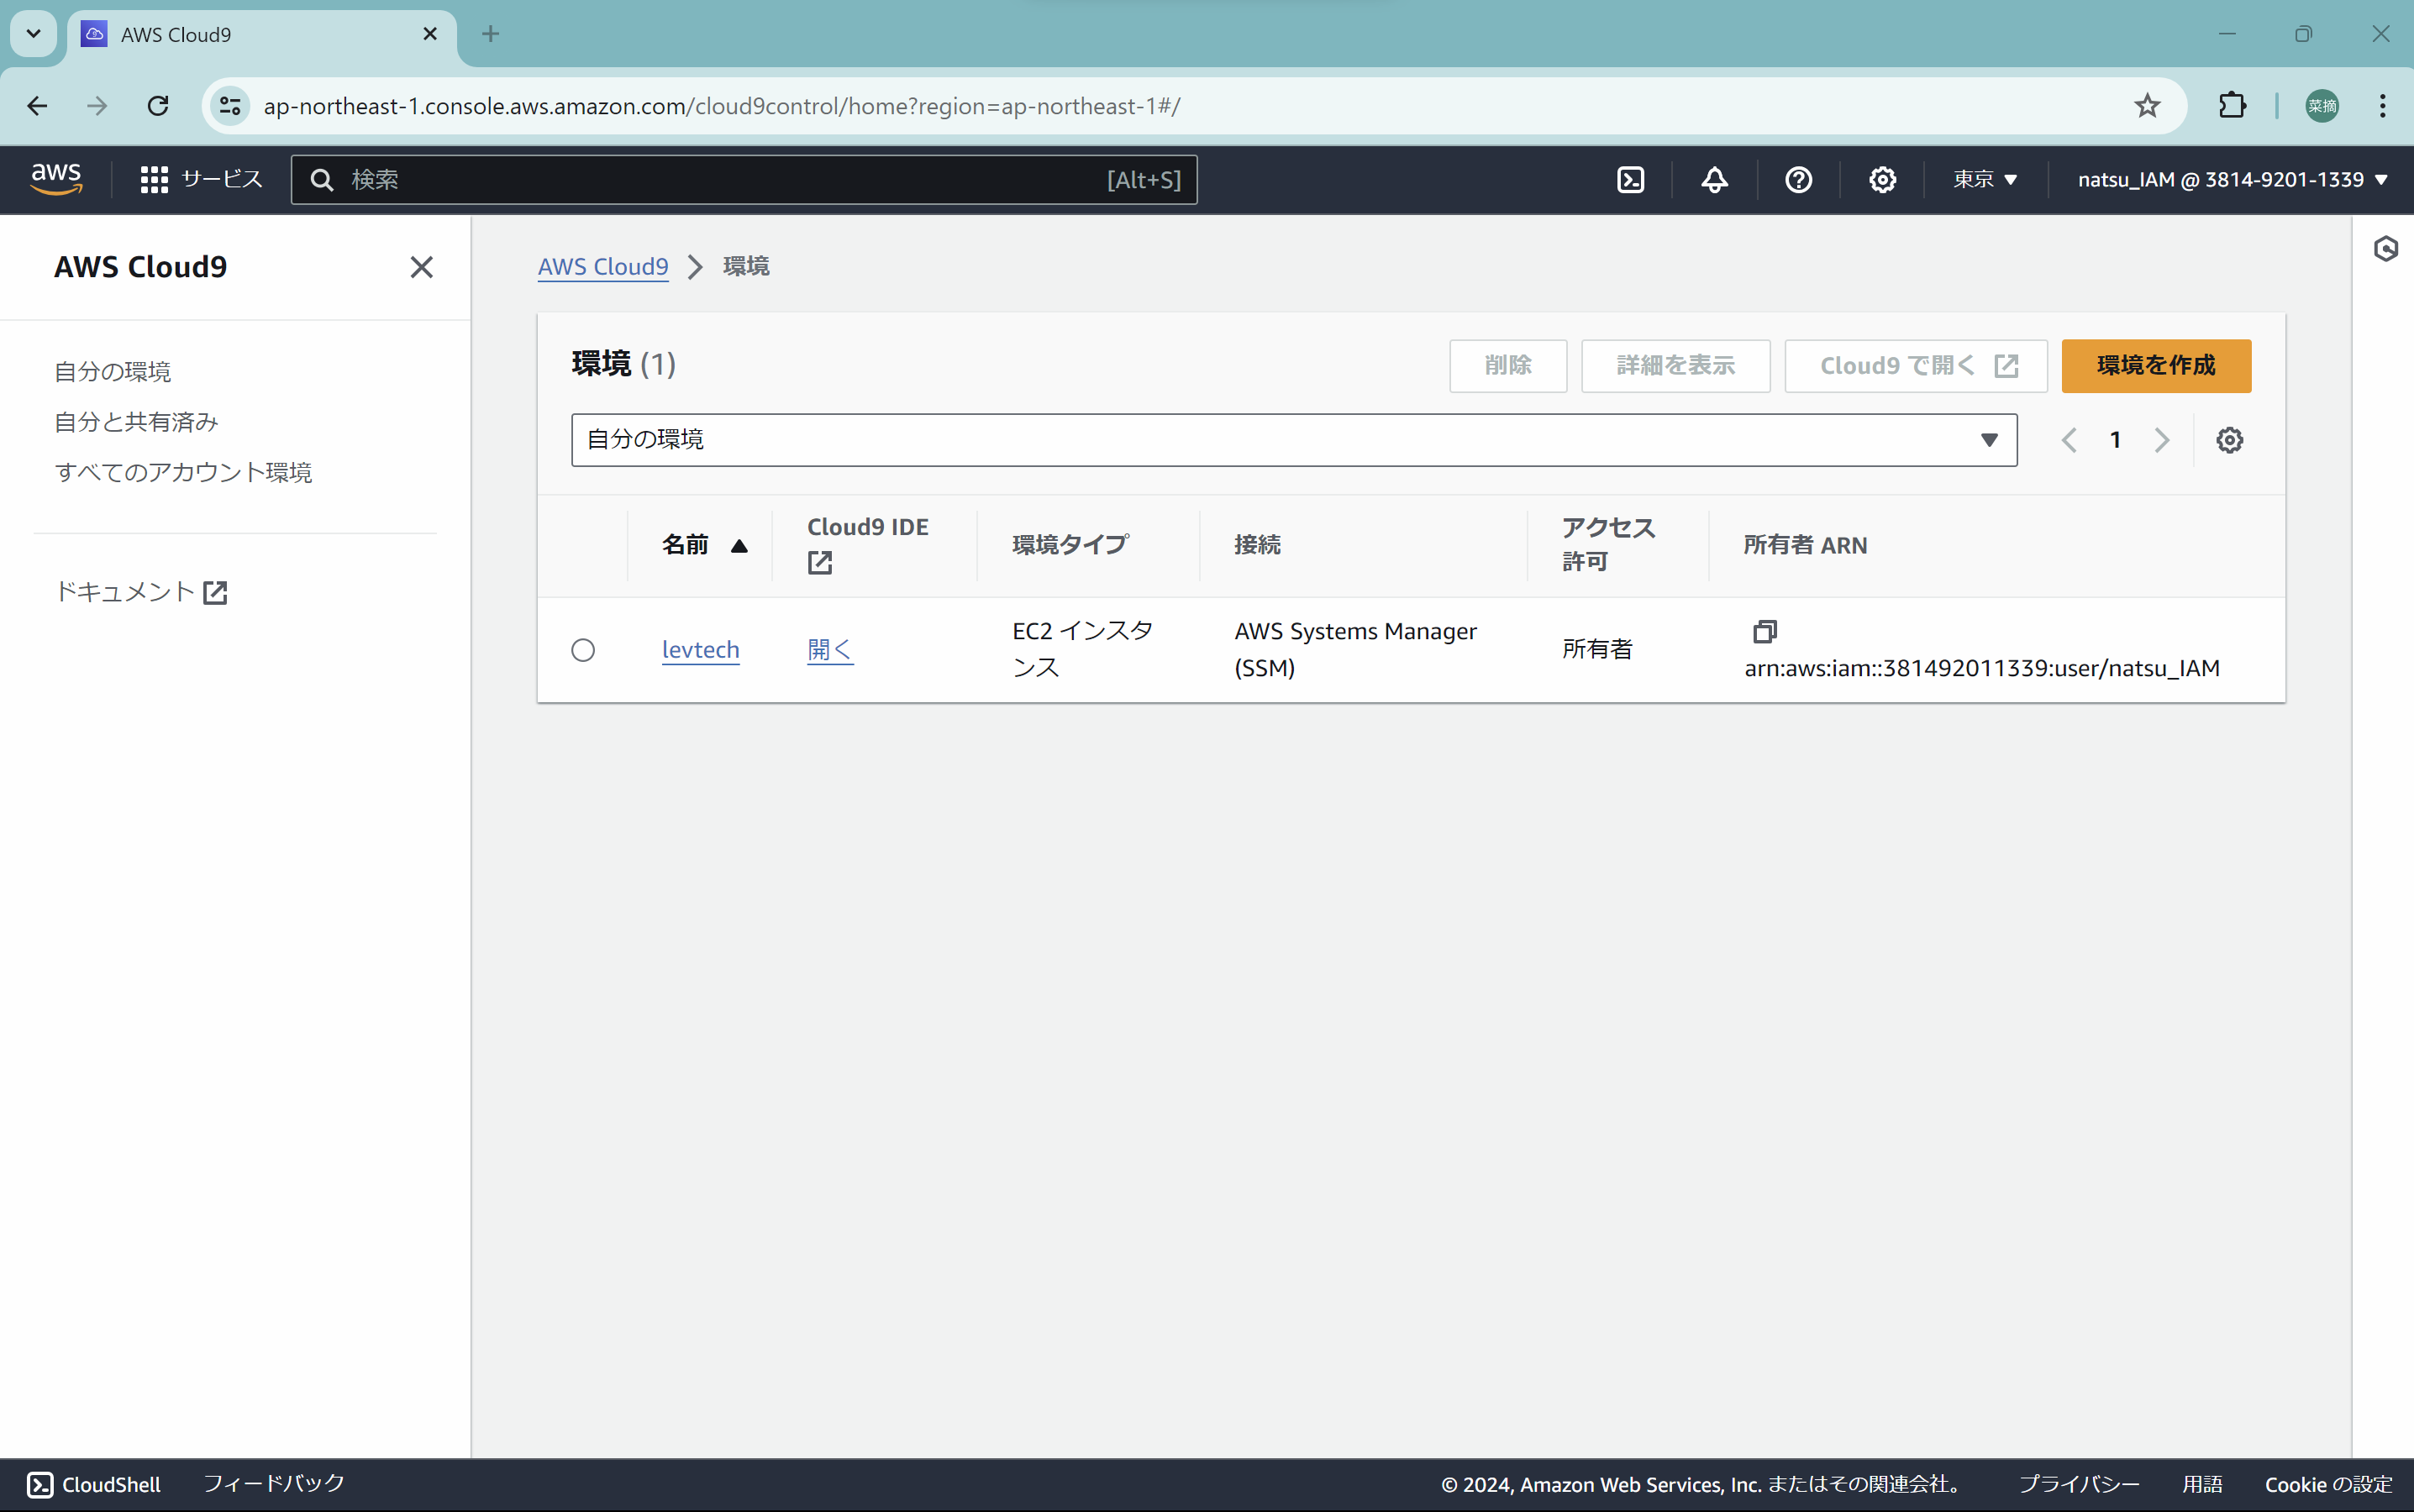 AWS Cloud9
ap-northeast-1.console.aws.amazon.com/cloud9control/home?region=ap-northeast-1#/
菜摘
aws
サービス
検索
[Alt+S]
東京
natsu_IAM @ 3814-9201-1339
AWS Cloud9
自分の環境
自分と共有済み
すべてのアカウント環境
ドキュメント
AWS Cloud9
環境
環境 (1)
削除
詳細を表示
Cloud9 で開く
環境を作成
自分の環境
1
名前
Cloud9 IDE
環境タイプ
接続
アクセス
許可
所有者 ARN
levtech
開く
EC2 インスタ
ンス
AWS Systems Manager
(SSM)
所有者
arn:aws:iam::381492011339:user/natsu_IAM
CloudShell
フィードバック
© 2024, Amazon Web Services, Inc. またはその関連会社。
プライバシー
用語
Cookie の設定